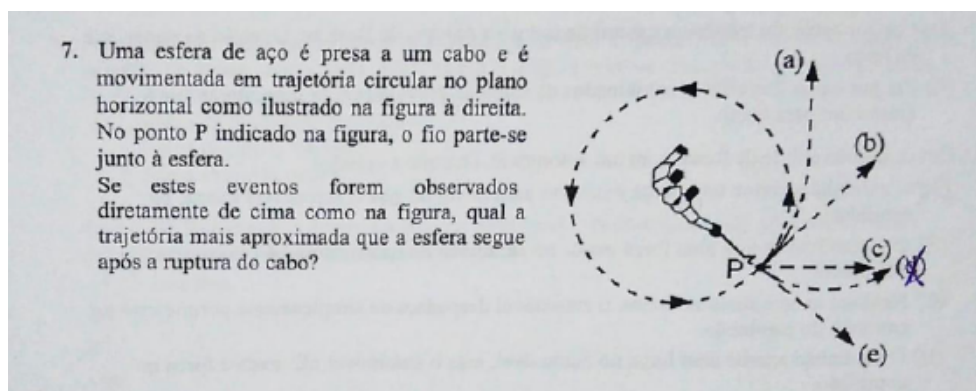 7. Uma esfera de aço é presa a um cabo e é
movimentada em trajetória circular no plano
horizontal como ilustrado na figura à direita.
No ponto P indicado na figura, o fio parte-se
junto à esfera.
Se estes eventos forem observados
diretamente de cima como na figura, qual a
trajetória mais aproximada que a esfera segue
após a ruptura do cabo?
(a)
(b)
(c)
(d)
P
(e)